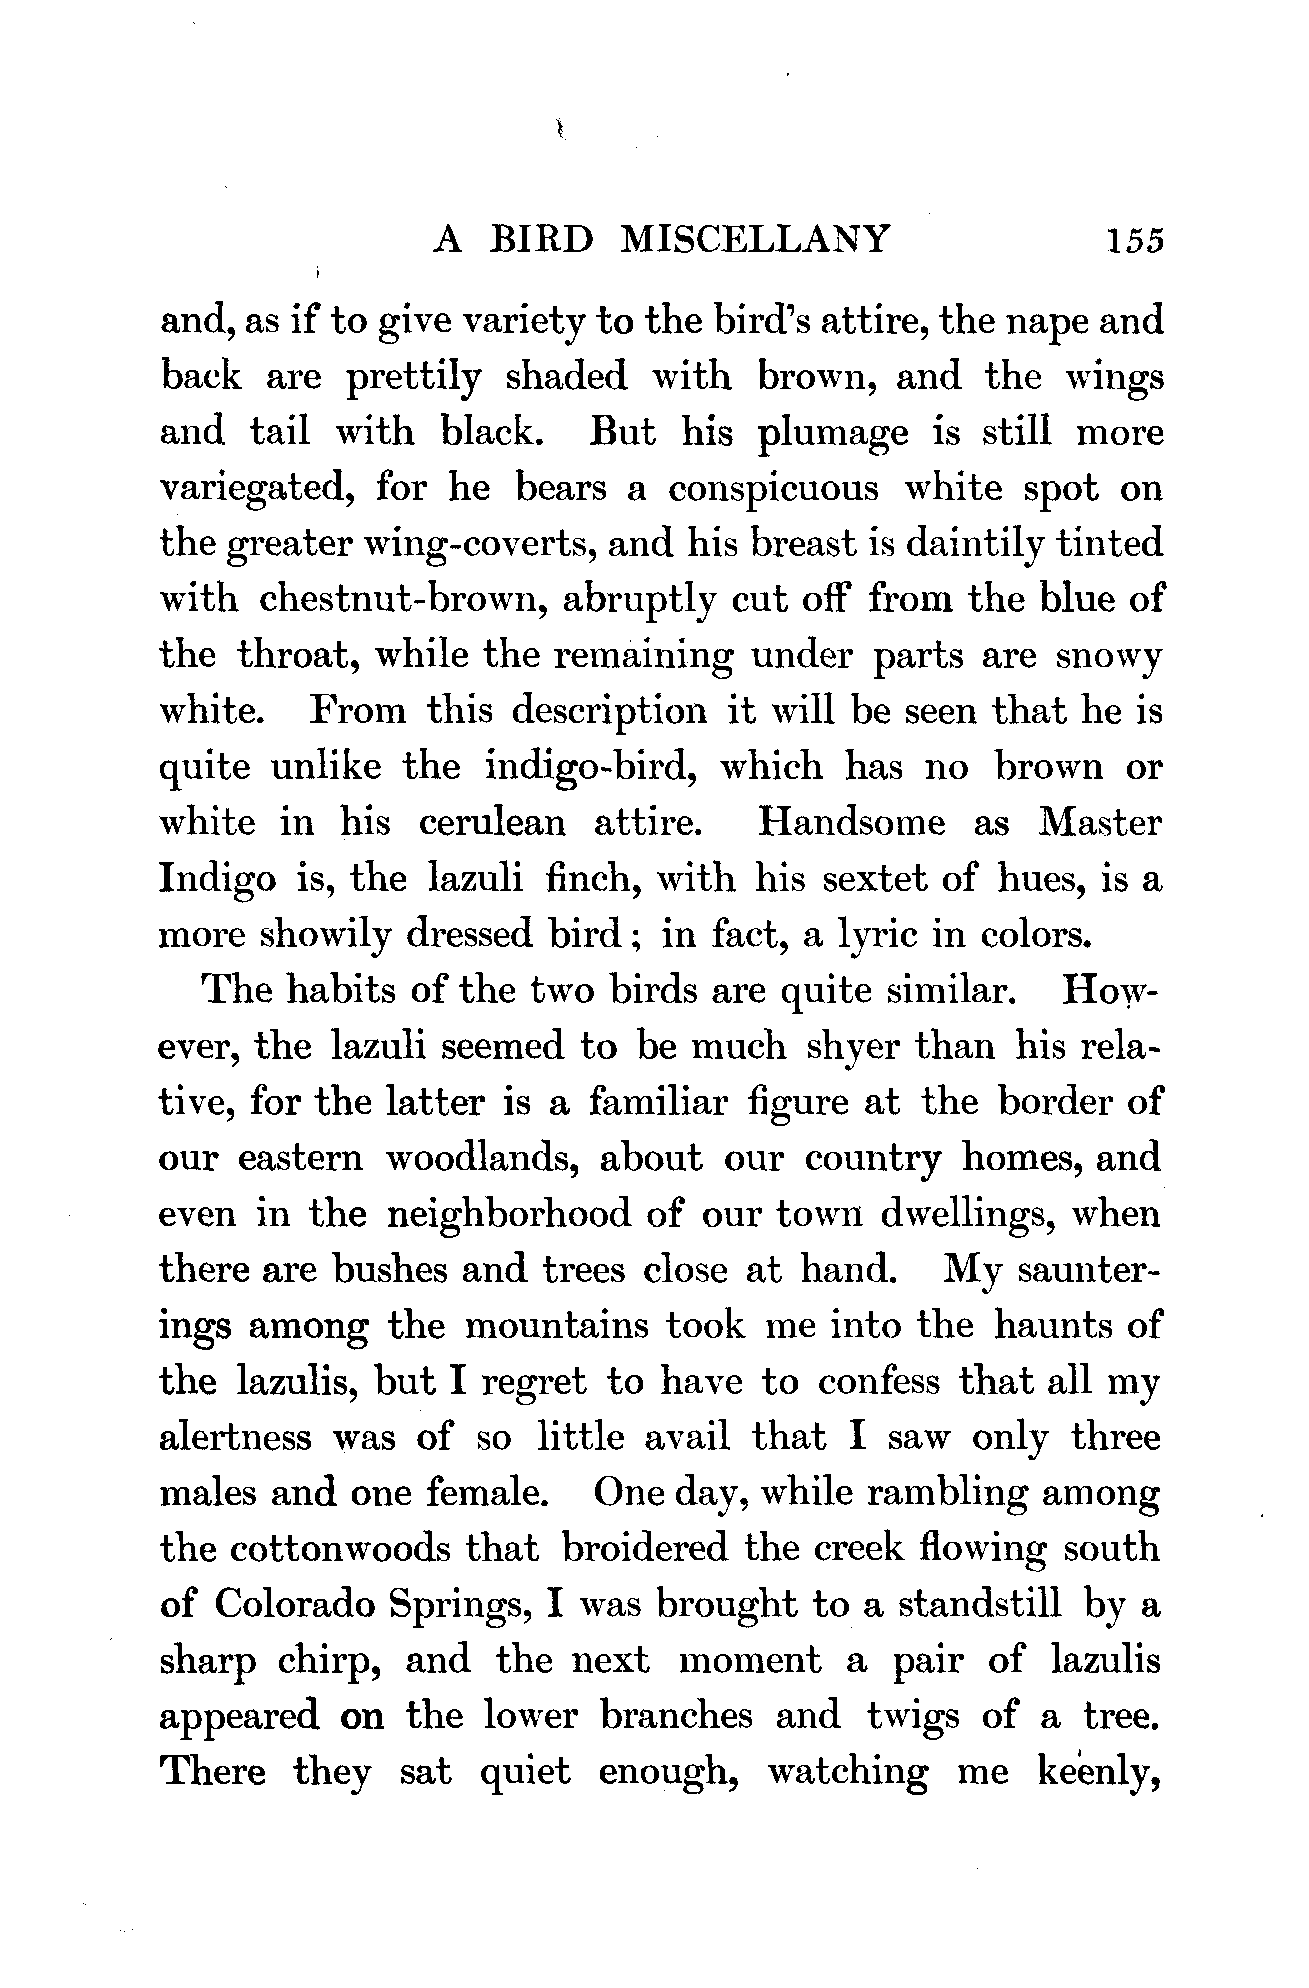 A BIRD MISCELLANY 155
and, as if to give variety to the bird's attire, the nape and
back are prettily shaded with brown, and the wings
and tail with black. But his plumage is still more
variegated, for he bears a conspicuous white spot on
the greater wing-coverts, and his breast is daintily tinted
with chestnut-brown, abruptly cut off from the blue of
the throat, while the remaining under parts are snowy
white. From this description it will be seen that he is
quite unlike the indigo-bird, which has no brown or
white in his cerulean attire. Handsome as Master
Indigo is, the lazuli finch, with his sextet of hues, is a
more showily dressed bird; in fact, a lyric in colors.
The habits of the two birds are quite similar. How-
ever, the lazuli seemed to be much shyer than his rela-
tive, for the latter is a familiar figure at the border of
our eastern woodlands, about our country homes, and
even in the neighborhood of our town dwellings, when
there are bushes and trees close at hand. My saunter-
ings among the mountains took me into the haunts of
the lazulis, but I regret to have to confess that all my
alertness was of so little avail that I saw only three
males and one female. One day, while rambling among
the cottonwoods that broidered the creek flowing south
of Colorado Springs, I was brought to a standstill by a
sharp chirp, and the next moment a pair of lazulis
appeared on the lower branches and twigs of a tree.
There they sat quiet enough, watching me keenly,